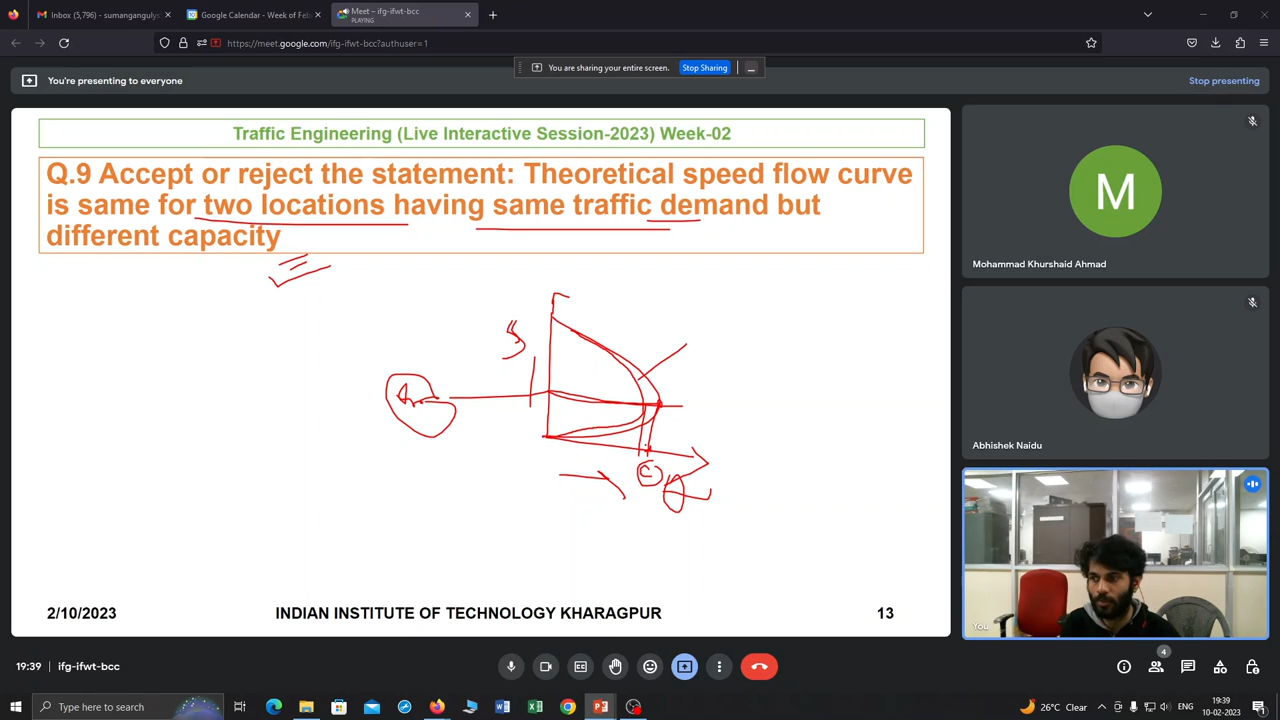 Inbox (5,796) - sumangangulys
Google Calendar - Week of Fel
Meet – ifg-ifwt-bcc
PLAYING
https://meet.google.com/ifg-ifwt-bcc?authuser=1
You are sharing your entire screen.
Stop Sharing
You're presenting to everyone
Stop presenting
Traffic Engineering (Live Interactive Session-2023) Week-02
Q.9 Accept or reject the statement: Theoretical speed flow curve
is same for two locations having same traffic demand but
different capacity
C
2/10/2023
INDIAN INSTITUTE OF TECHNOLOGY KHARAGPUR
13
M
Mohammad Khurshaid Ahmad
Abhishek Naidu
You
19:39
ifg-ifwt-bcc
4
Type here to search
26°C Clear
ENG
19:39
10-02-2023
1